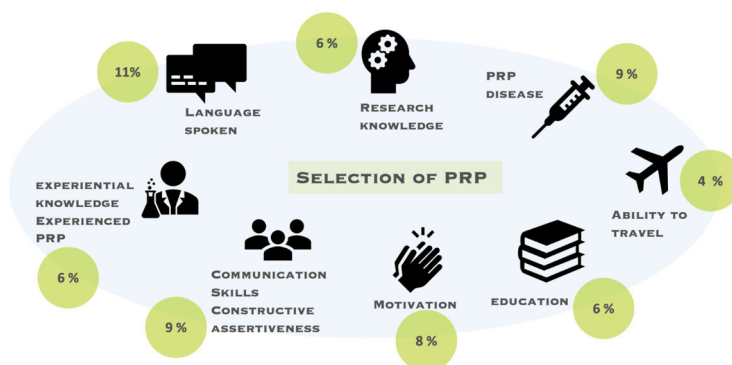 6 %
11%
PRP
DISEASE
9 %
LANGUAGE
SPOKEN
RESEARCH
KNOWLEDGE
SELECTION OF PRP
4 %
EXPERIENTIAL
KNOWLEDGE
EXPERIENCED
PRP
ABILITY TO
TRAVEL
6 %
COMMUNICATION
SKILLS
CONSTRUCTIVE
ASSERTIVENESS
9 %
MOTIVATION
8 %
EDUCATION
6 %